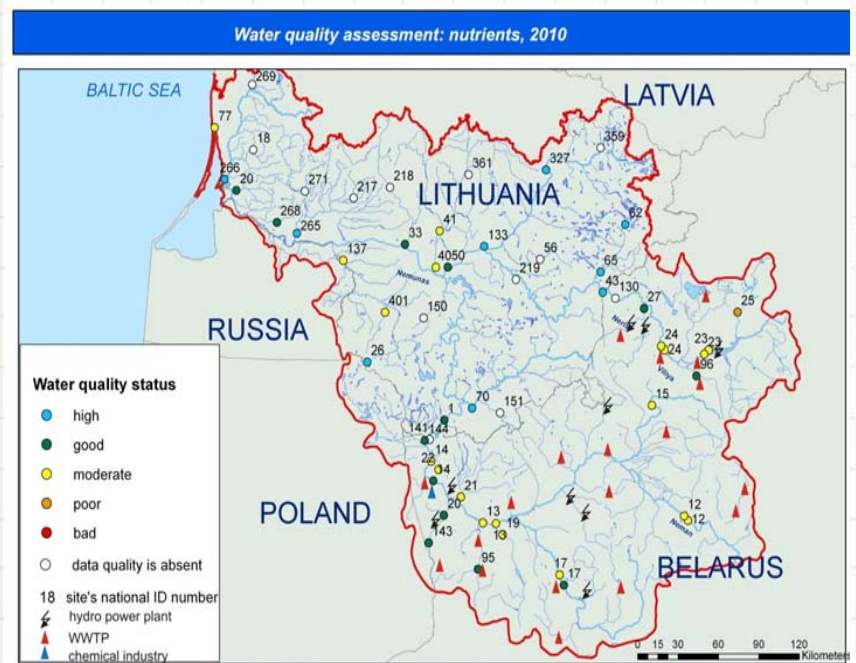 Water quality assessment: nutrients, 2010
BALTIC SEA
269
LATVIA
77
18
359
361
327
266
20
271
217
218
LITHUANIA
268
265
33
41
133
62
137
4050
56
65
Nemunas
219
43
130
27
25
401
150
RUSSIA
24
24
23
23
26
Viliya
96
15
70
151
1
141
144
14
23
14
21
POLAND
20
13
19
12
12
Neman
143
13
95
17
17
BELARUS
Water quality status
high
good
moderate
poor
bad
data quality is absent
18 site's national ID number
hydro power plant
WWTP
chemical industry
0 15 30 60 90 120
Kilometers